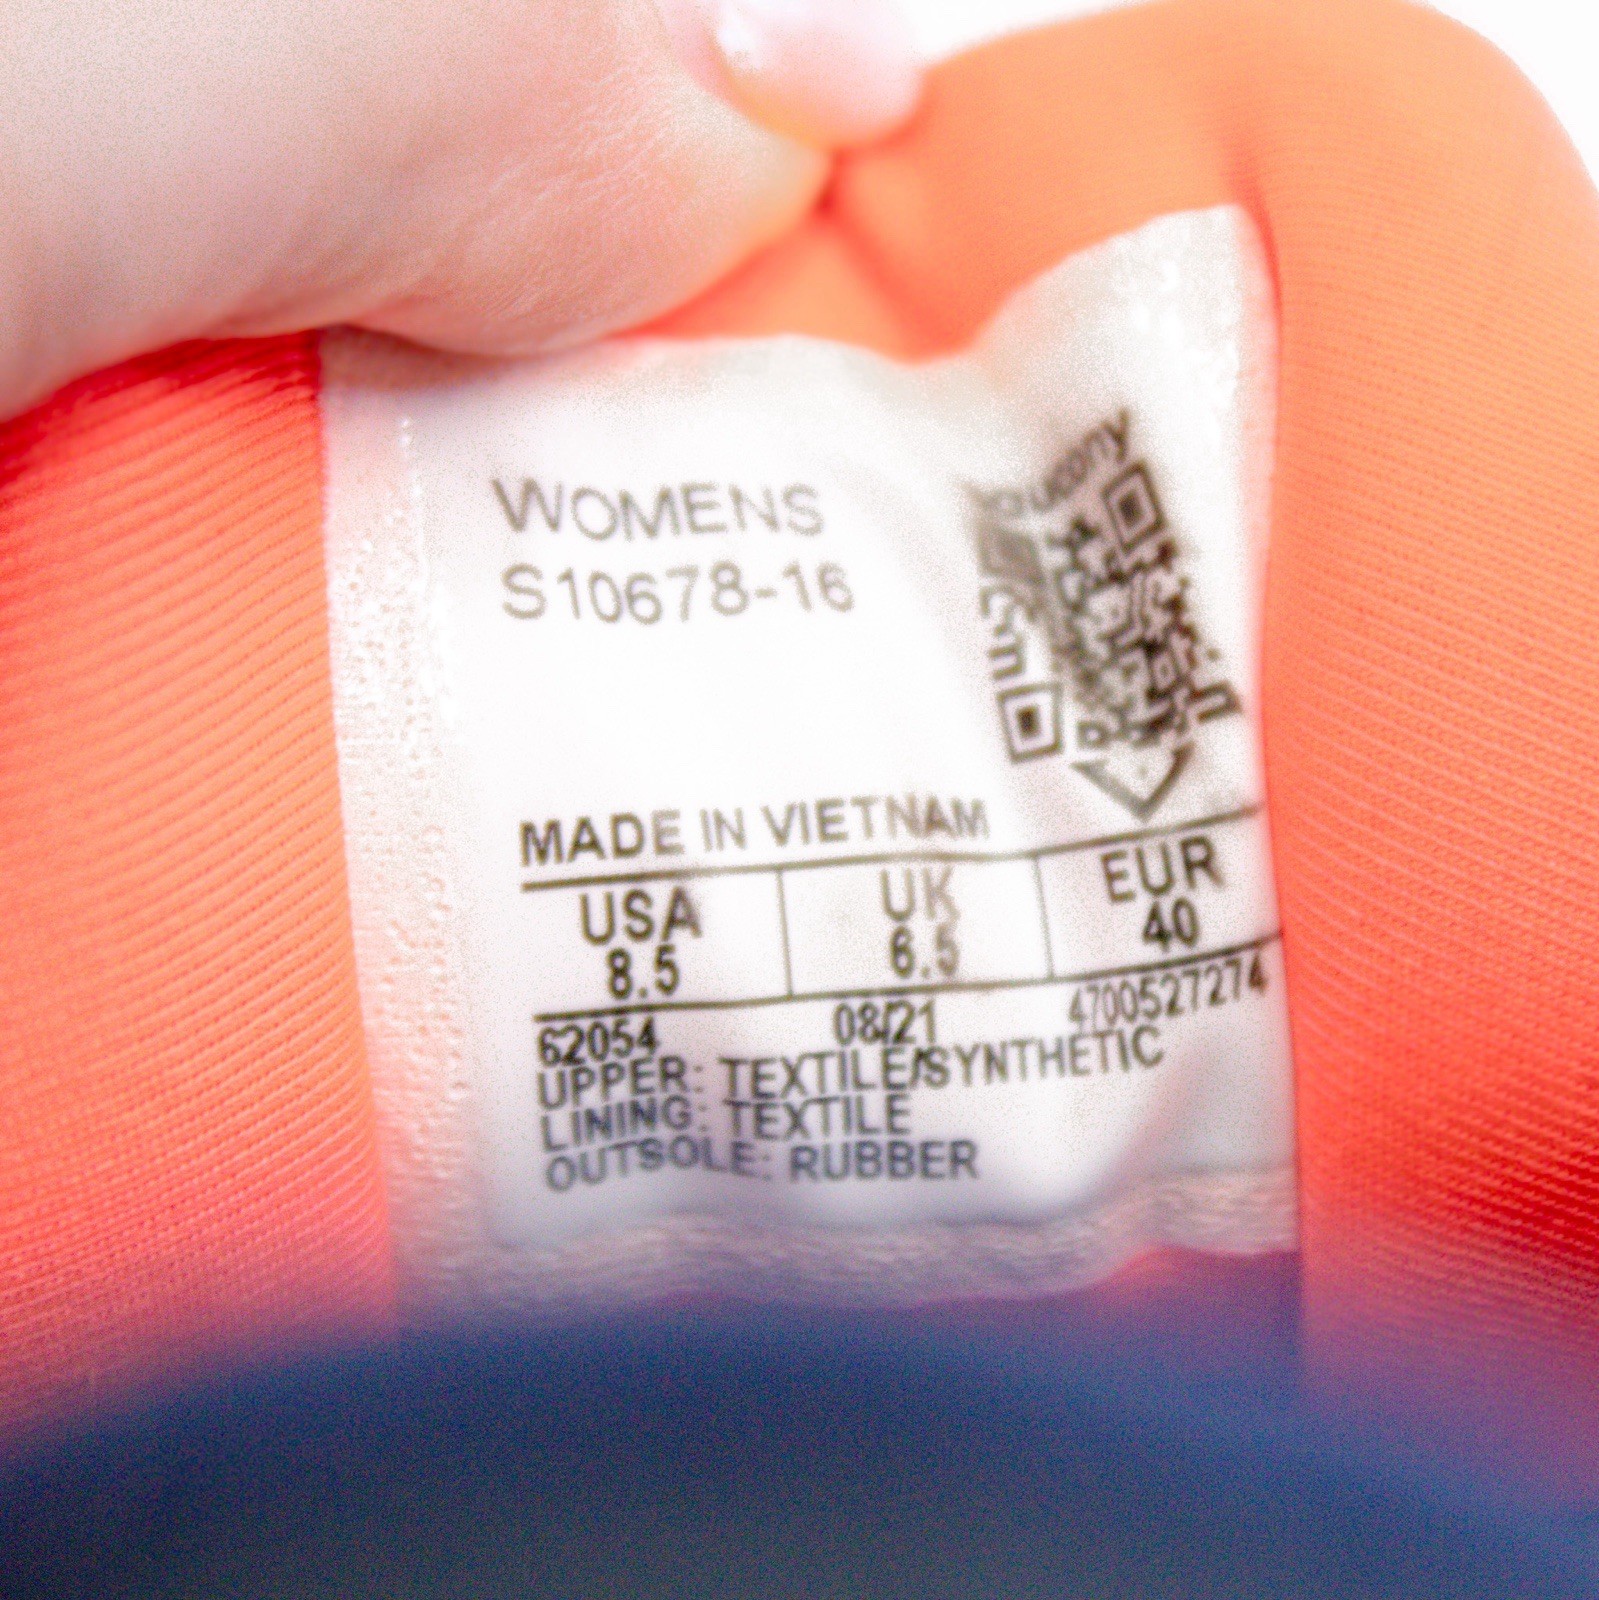 WOMENS
S10678-16
saucony
MADE IN VIETNAM
USA UK EUR
8.5 6.5 40
62054 08/21 4700527274
UPPER: TEXTILE/SYNTHETIC
LINING: TEXTILE
OUTSOLE: RUBBER